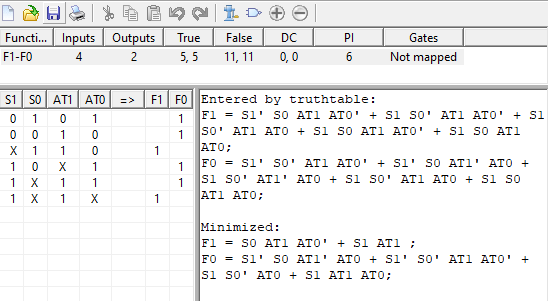 Functi... Inputs Outputs True False DC PI Gates
F1-F0 4 2 5, 5 11, 11 0, 0 6 Not mapped
S1 S0 AT1 AT0 => F1 F0
0 1 0 1 1
0 0 1 0 1
X 1 1 0 1
1 0 X 1 1
1 X 1 1 1
1 X 1 X 1
Entered by truthtable:
F1 = S1' S0 AT1 AT0' + S1 S0' AT1 AT0' + S1
S0' AT1 AT0 + S1 S0 AT1 AT0' + S1 S0 AT1
AT0;
F0 = S1' S0' AT1 AT0' + S1' S0 AT1' AT0 +
S1 S0' AT1' AT0 + S1 S0' AT1 AT0 + S1 S0
AT1 AT0;
Minimized:
F1 = S0 AT1 AT0' + S1 AT1 ;
F0 = S1' S0 AT1' AT0 + S1' S0' AT1 AT0' +
S1 S0' AT0 + S1 AT1 AT0;